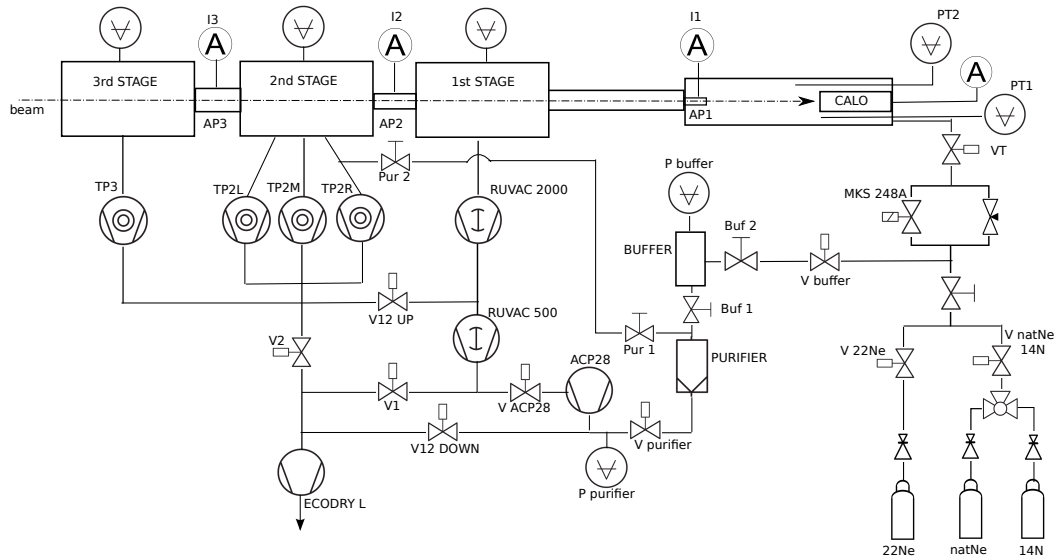 I3
I2
I1
PT2
A
A
A
A
3rd STAGE
2nd STAGE
1st STAGE
CALO
PT1
beam
AP3
AP2
AP1
VT
Pur 2
P buffer
TP3
TP2L
TP2M
TP2R
RUVAC 2000
MKS 248A
BUFFER
Buf 2
V buffer
V12 UP
RUVAC 500
Buf 1
V2
Pur 1
PURIFIER
V 22Ne
V natNe
14N
ACP28
V1
V ACP28
V12 DOWN
V purifier
P purifier
ECODRY L
22Ne
natNe
14N